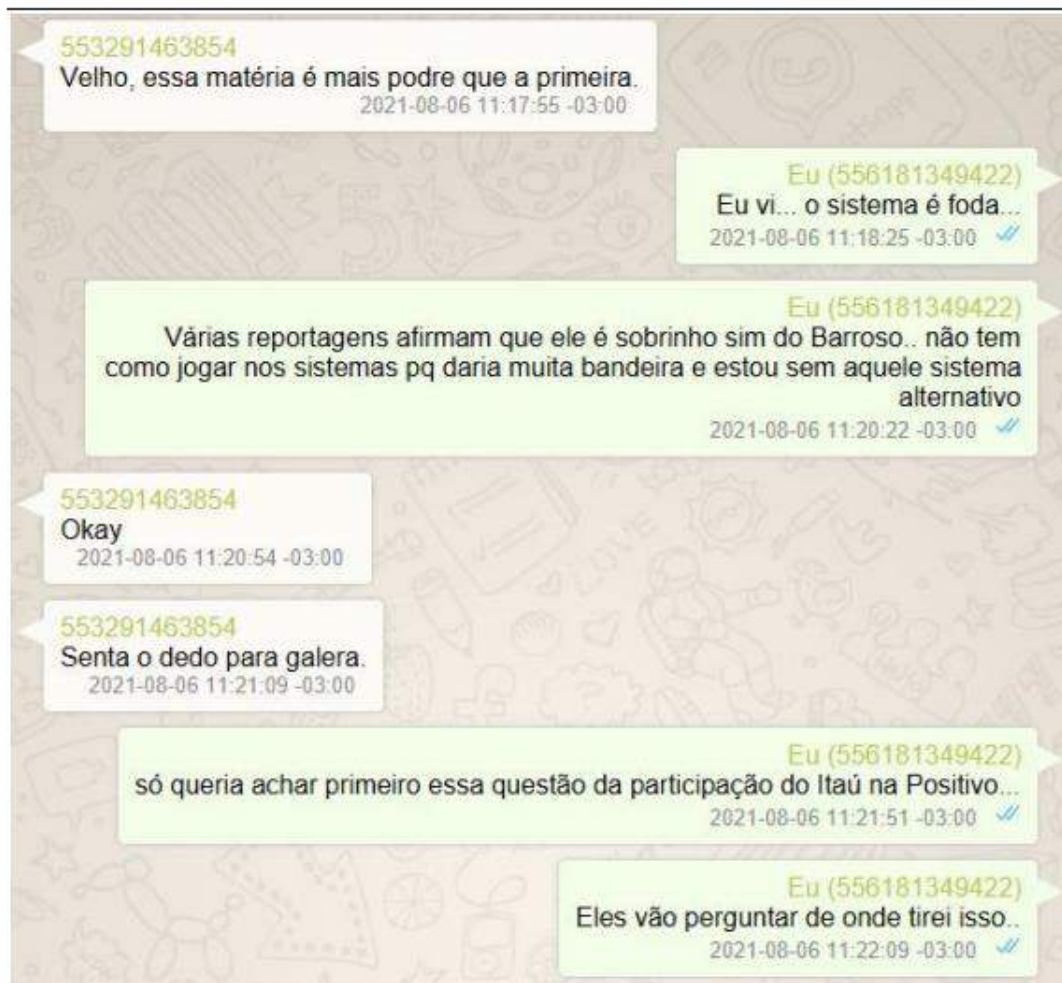 553291463854
Velho, essa matéria é mais podre que a primeira.
2021-08-06 11:17:55 -03:00
Eu (556181349422)
Eu vi... o sistema é foda...
2021-08-06 11:18:25 -03:00
Eu (556181349422)
Várias reportagens afirmam que ele é sobrinho sim do Barroso.. não tem
como jogar nos sistemas pq daria muita bandeira e estou sem aquele sistema
alternativo
2021-08-06 11:20:22 -03:00
553291463854
Okay
2021-08-06 11:20:54 -03:00
553291463854
Senta o dedo para galera.
2021-08-06 11:21:09 -03:00
Eu (556181349422)
só queria achar primeiro essa questão da participação do Itaú na Positivo...
2021-08-06 11:21:51 -03:00
Eu (556181349422)
Eles vão perguntar de onde tirei isso..
2021-08-06 11:22:09 -03:00